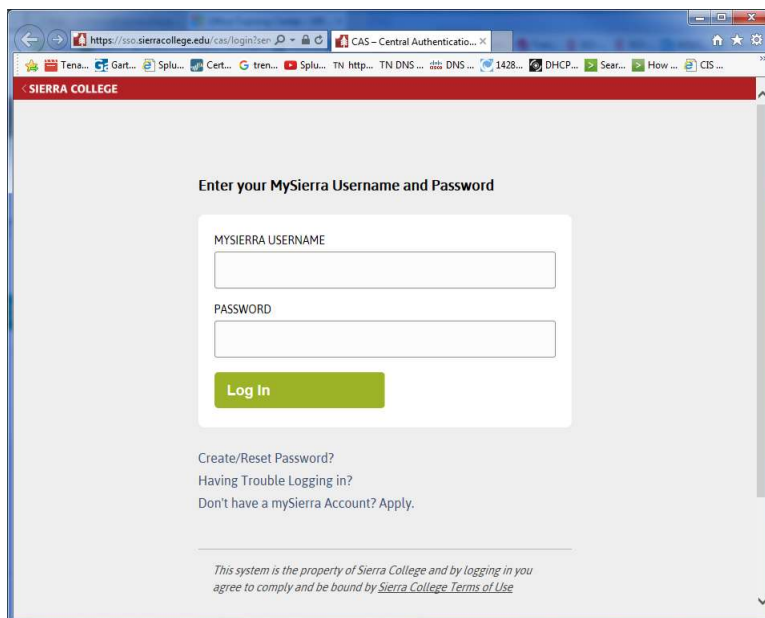 https://sso.sierracollege.edu/cas/login?ser
CAS – Central Authenticatio...
Tena... Gart... Splu... Cert... tren... Splu... TN http... TN DNS ... DNS ... 1428... DHCP... Sear... How ... CIS ...
SIERRA COLLEGE
Enter your MySierra Username and Password
MYSIERRA USERNAME
PASSWORD
Log In
Create/Reset Password?
Having Trouble Logging in?
Don't have a mySierra Account? Apply.
This system is the property of Sierra College and by logging in you
agree to comply and be bound by Sierra College Terms of Use